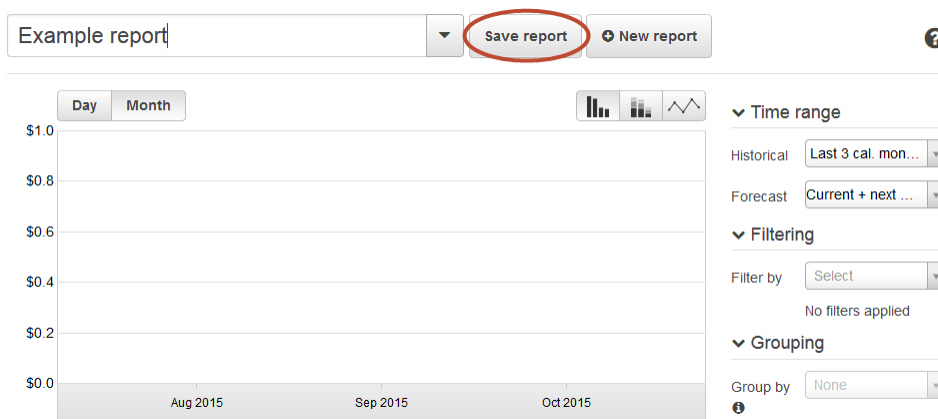 Example report
Save report
New report
Day
Month
$1.0
$0.8
$0.6
$0.4
$0.2
$0.0
Aug 2015
Sep 2015
Oct 2015
Time range
Historical
Last 3 cal. mon...
Forecast
Current + next ...
Filtering
Filter by
Select
No filters applied
Grouping
Group by
None